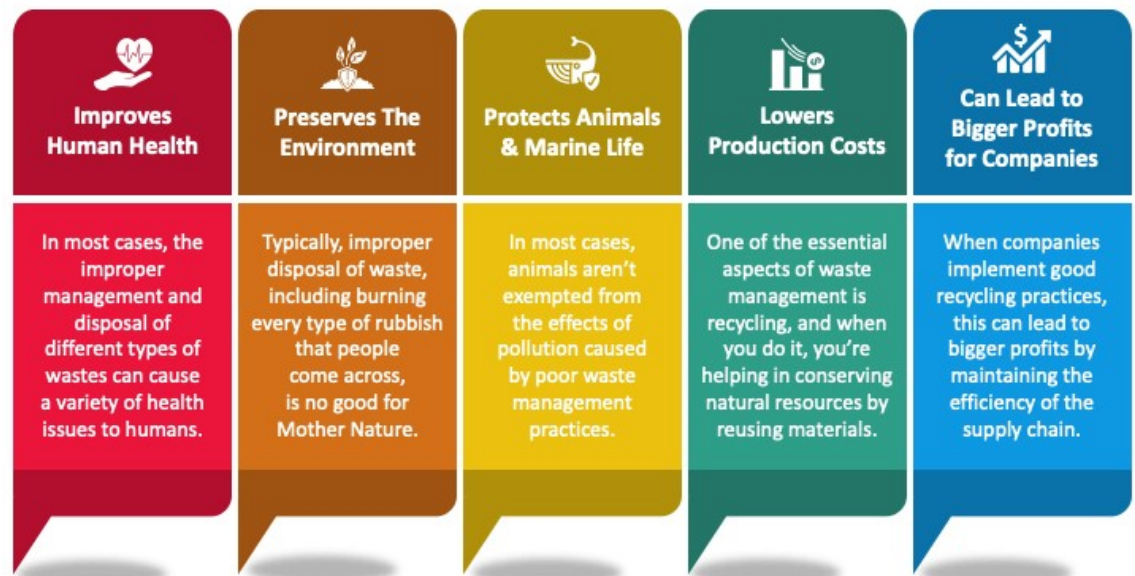 Improves
Human Health
In most cases, the
improper
management and
disposal of
different types of
wastes can cause
a variety of health
issues to humans.
Preserves The
Environment
Typically, improper
disposal of waste,
including burning
every type of rubbish
that people
come across,
is no good for
Mother Nature.
Protects Animals
& Marine Life
In most cases,
animals aren’t
exempted from
the effects of
pollution caused
by poor waste
management
practices.
Lowers
Production Costs
One of the essential
aspects of waste
management is
recycling, and when
you do it, you’re
helping in conserving
natural resources by
reusing materials.
$
Can Lead to
Bigger Profits
for Companies
When companies
implement good
recycling practices,
this can lead to
bigger profits by
maintaining the
efficiency of the
supply chain.